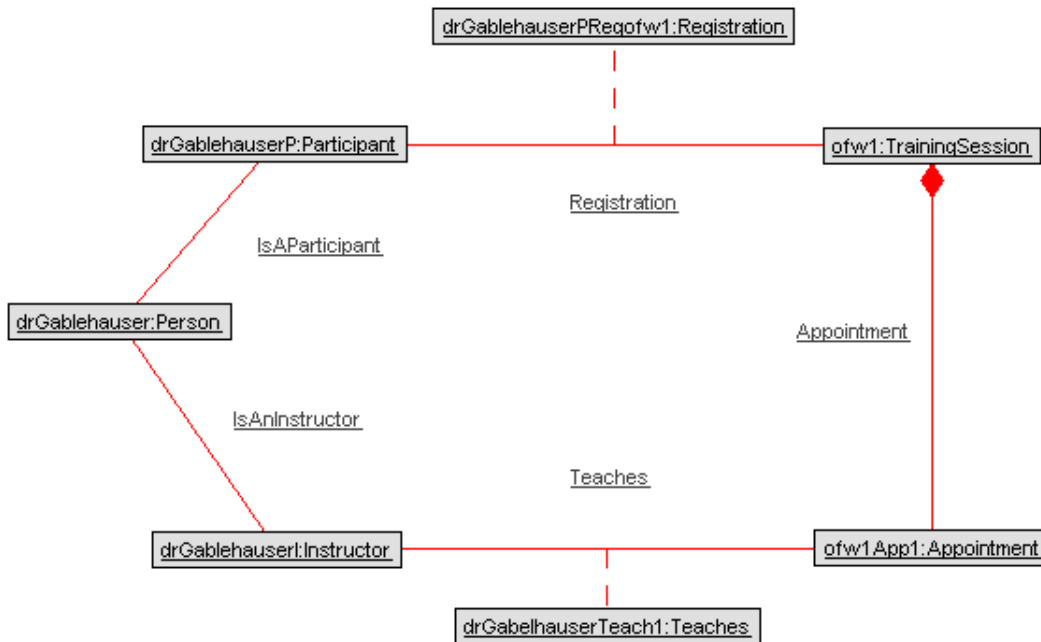 drGablehauserPRegofw1:Registration
drGablehauserP:Participant
ofw1:TrainingSession
Registration
IsAParticipant
drGablehauser:Person
Appointment
IsAnInstructor
Teaches
drGablehauserI:Instructor
ofw1App1:Appointment
drGabelhauserTeach1:Teaches